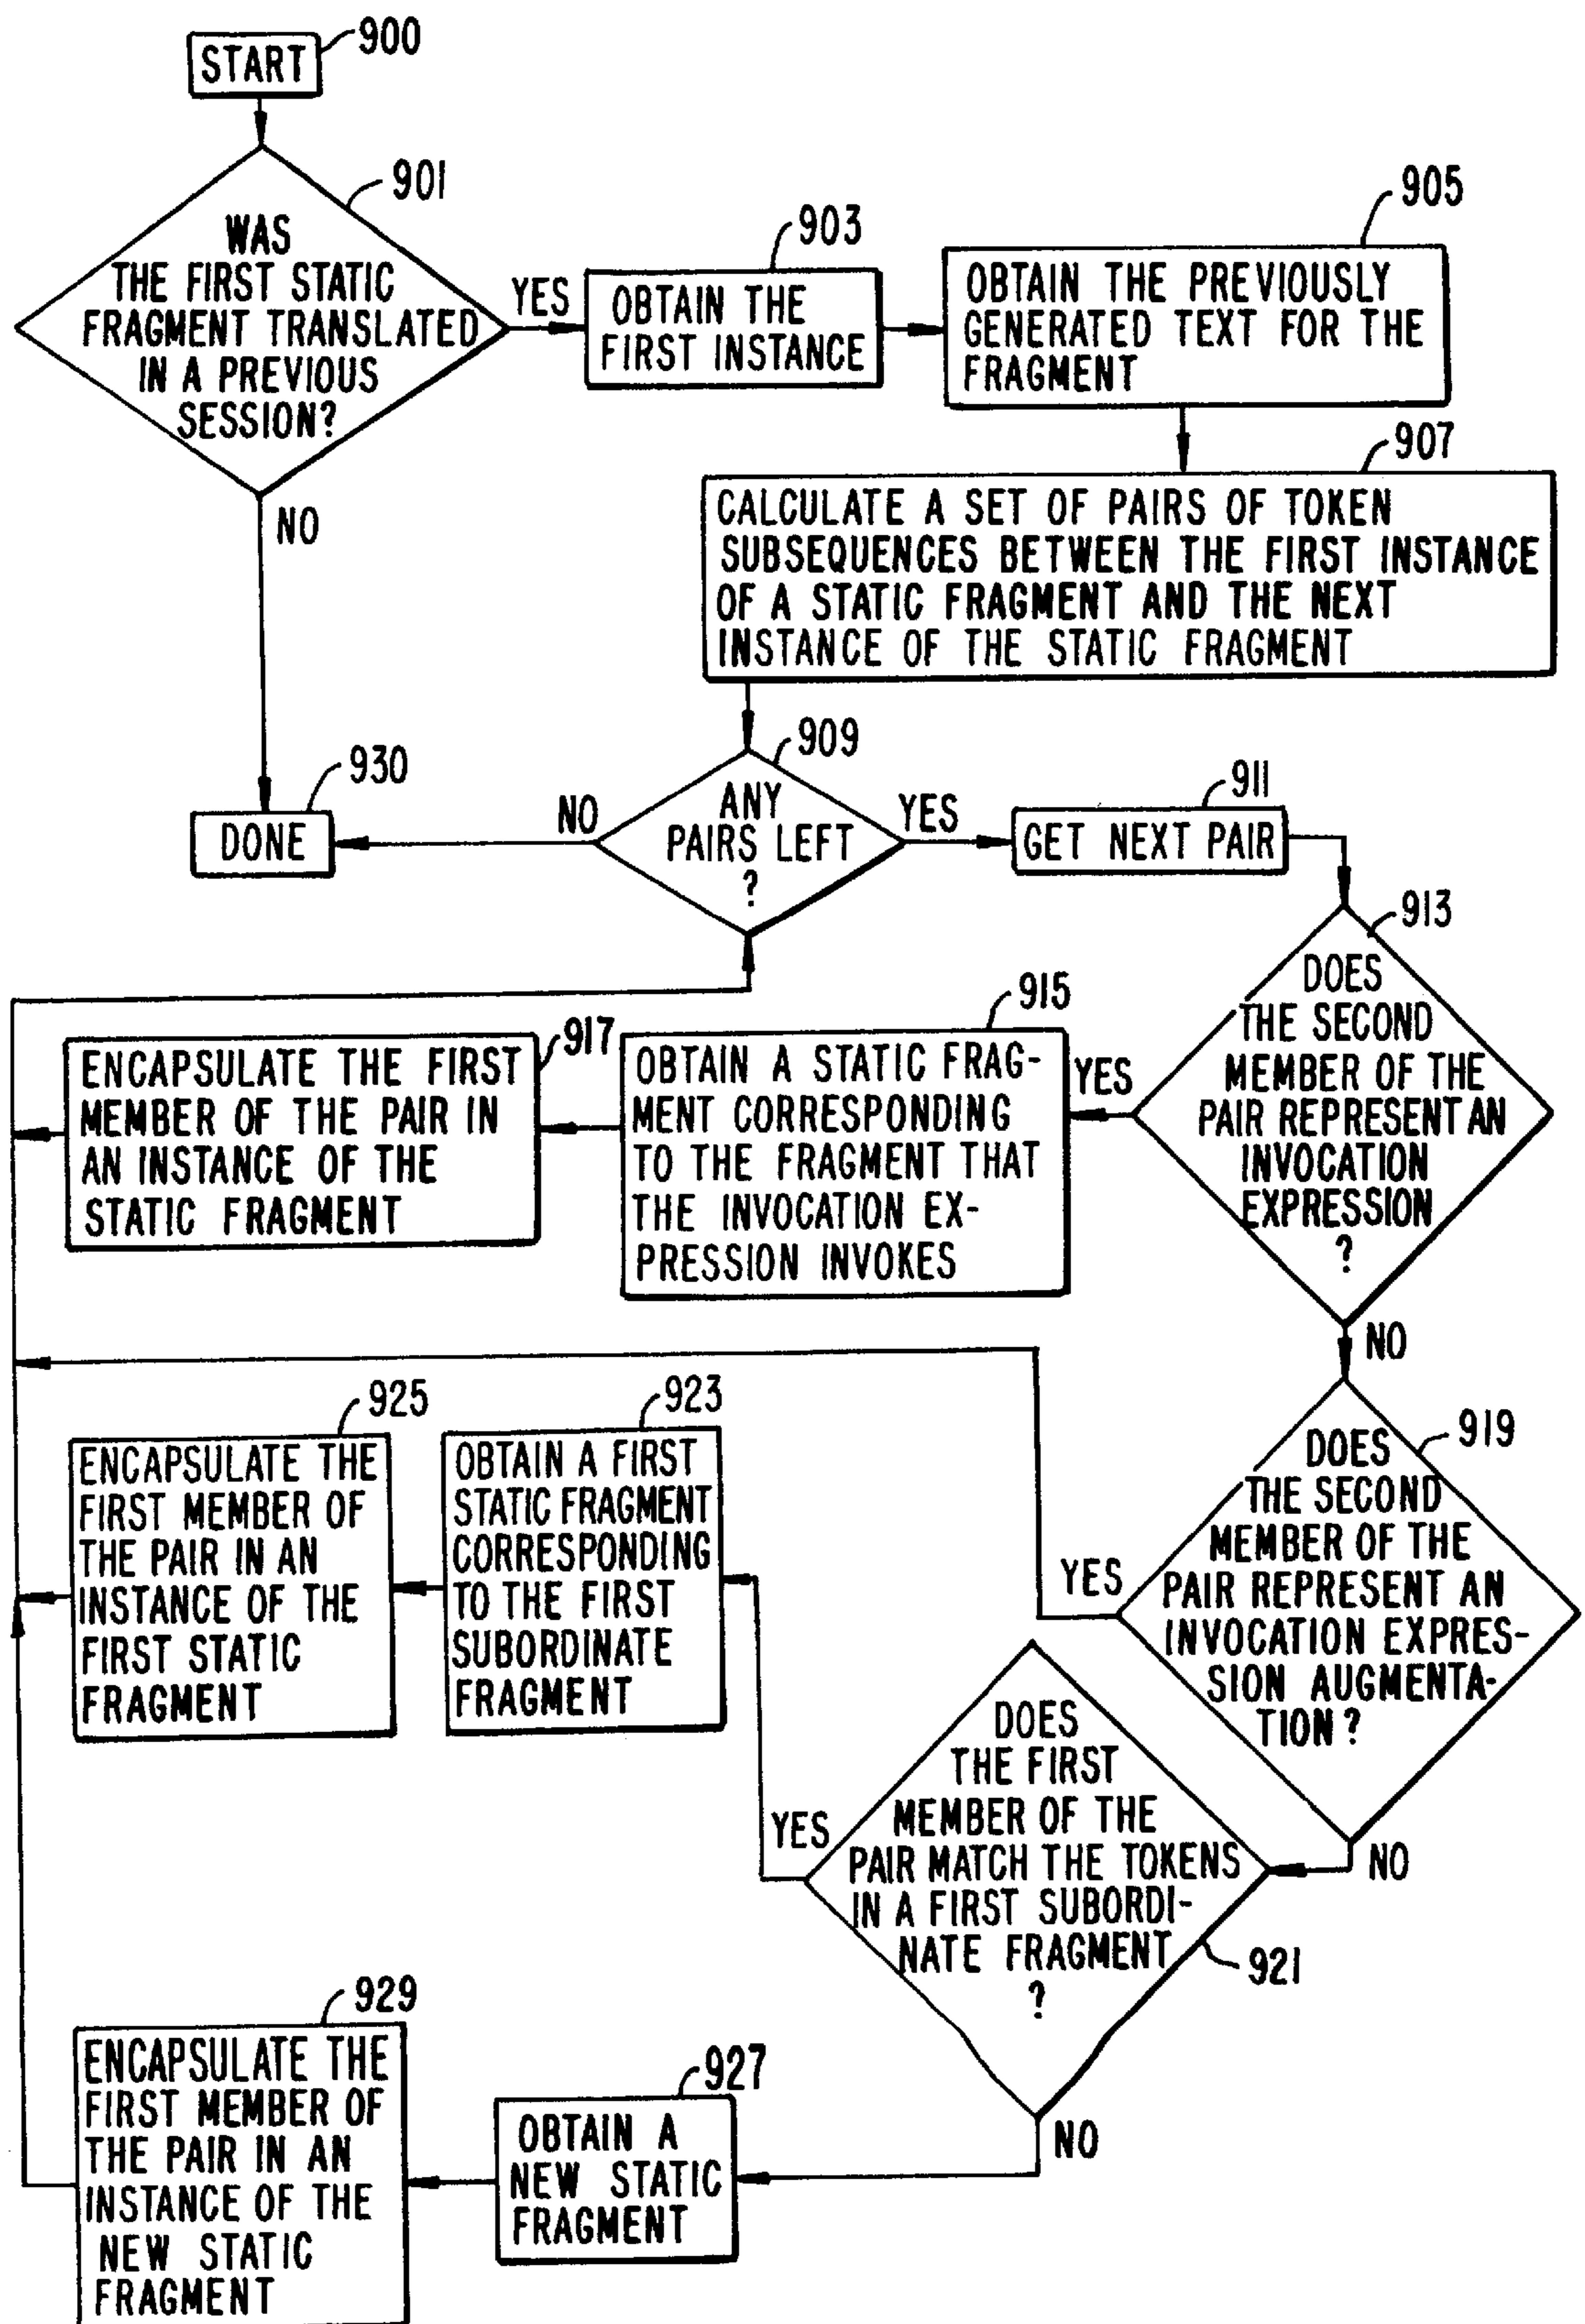 900
START
901
WAS
THE FIRST STATIC
FRAGMENT TRANSLATED
IN A PREVIOUS
SESSION?
YES
903
OBTAIN THE
FIRST INSTANCE
905
OBTAIN THE PREVIOUSLY
GENERATED TEXT FOR THE
FRAGMENT
907
CALCULATE A SET OF PAIRS OF TOKEN
SUBSEQUENCES BETWEEN THE FIRST INSTANCE
OF A STATIC FRAGMENT AND THE NEXT
INSTANCE OF THE STATIC FRAGMENT
NO
930
DONE
909
NO
ANY
PAIRS LEFT
?
YES
911
GET NEXT PAIR
913
DOES
THE SECOND
MEMBER OF THE
PAIR REPRESENT AN
INVOCATION
EXPRESSION
?
YES
915
OBTAIN A STATIC FRAG-
MENT CORRESPONDING
TO THE FRAGMENT THAT
THE INVOCATION EX-
PRESSION INVOKES
917
ENCAPSULATE THE FIRST
MEMBER OF THE PAIR IN
AN INSTANCE OF THE
STATIC FRAGMENT
NO
919
DOES
THE SECOND
MEMBER OF THE
PAIR REPRESENT AN
INVOCATION EXPRES-
SION AUGMENTA-
TION?
YES
NO
921
DOES
THE FIRST
MEMBER OF THE
PAIR MATCH THE TOKENS
IN A FIRST SUBORDI-
NATE FRAGMENT
?
YES
923
OBTAIN A FIRST
STATIC FRAGMENT
CORRESPONDING
TO THE FIRST
SUBORDINATE
FRAGMENT
925
ENCAPSULATE THE
FIRST MEMBER OF
THE PAIR IN AN
INSTANCE OF THE
FIRST STATIC
FRAGMENT
NO
927
OBTAIN A
NEW STATIC
FRAGMENT
929
ENCAPSULATE THE
FIRST MEMBER OF
THE PAIR IN AN
INSTANCE OF THE
NEW STATIC
FRAGMENT